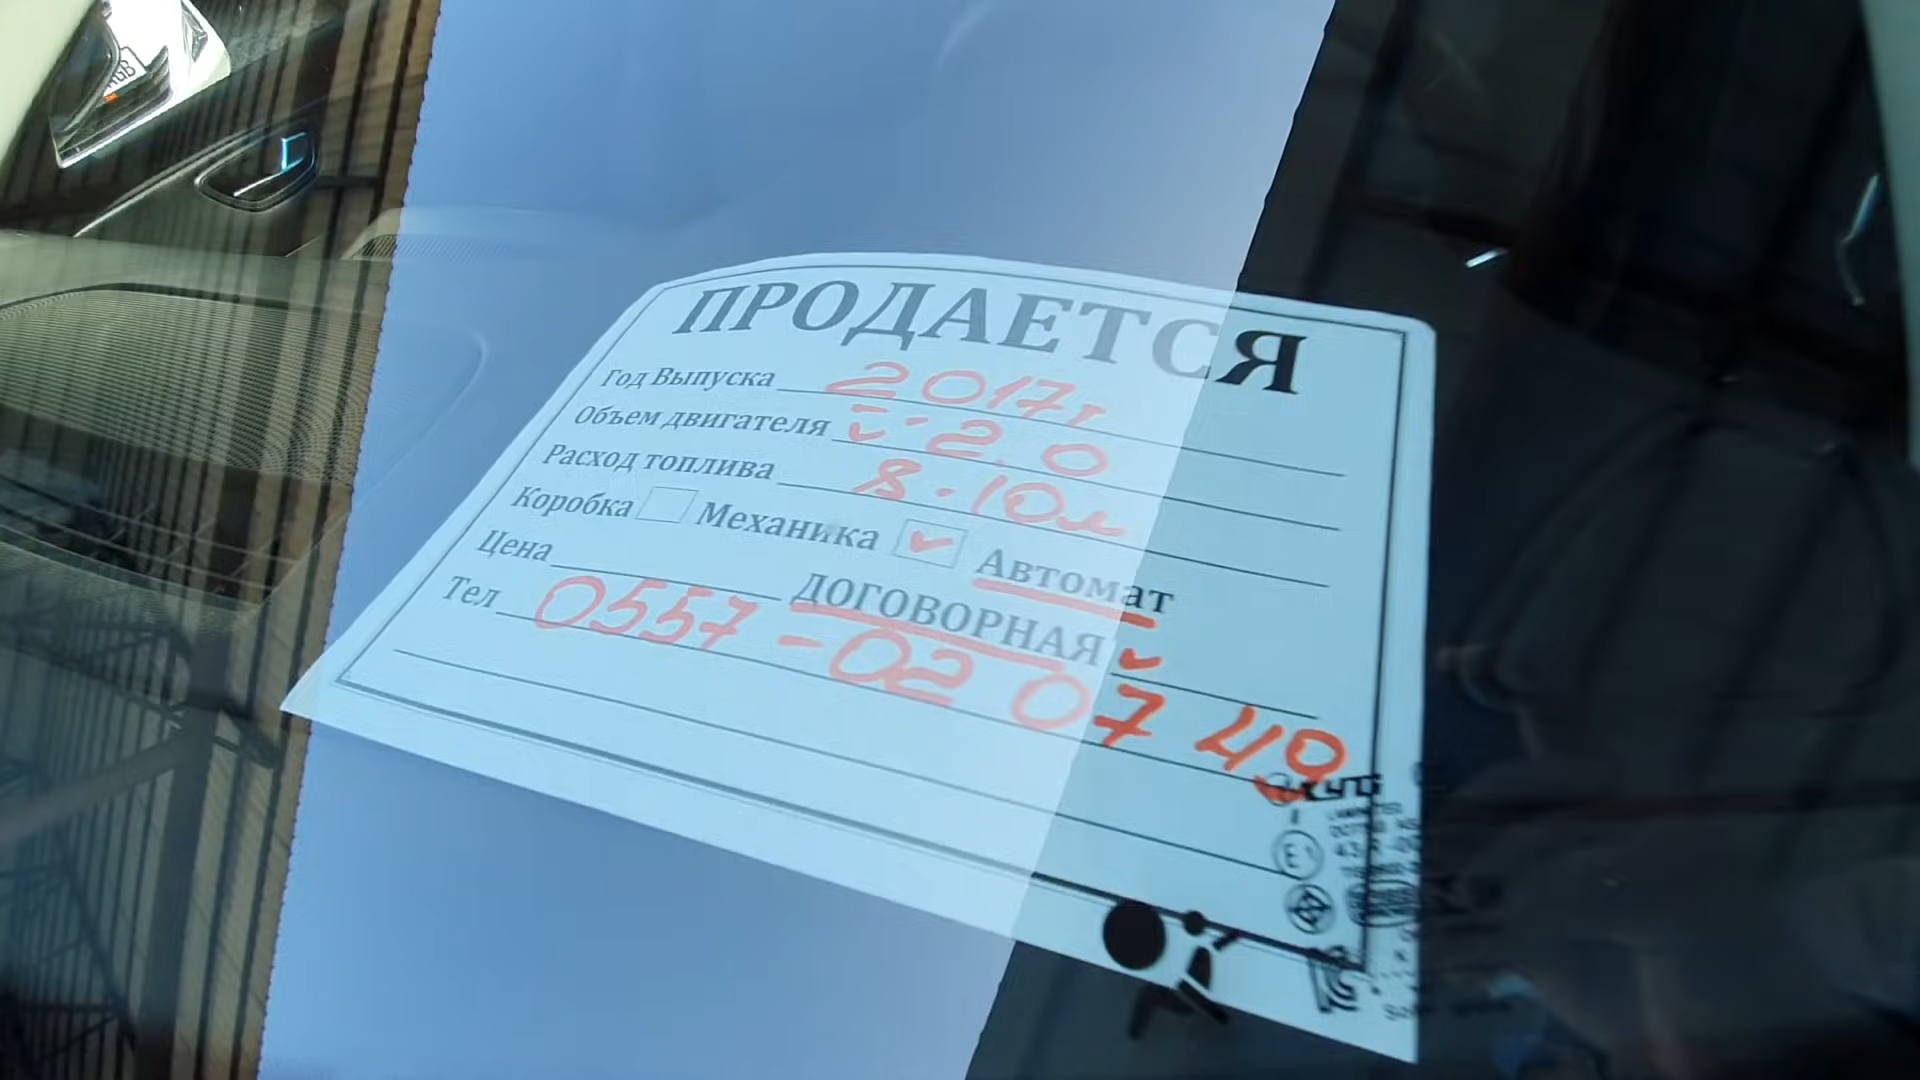 ПРОДАЕТСЯ
Год Выпуска 2017г
Объем двигателя 2.0
Расход топлива 8-10л
Коробка Механика ✓ Автомат
Цена ДОГОВОРНАЯ ✓
Тел 0557-02 07 49